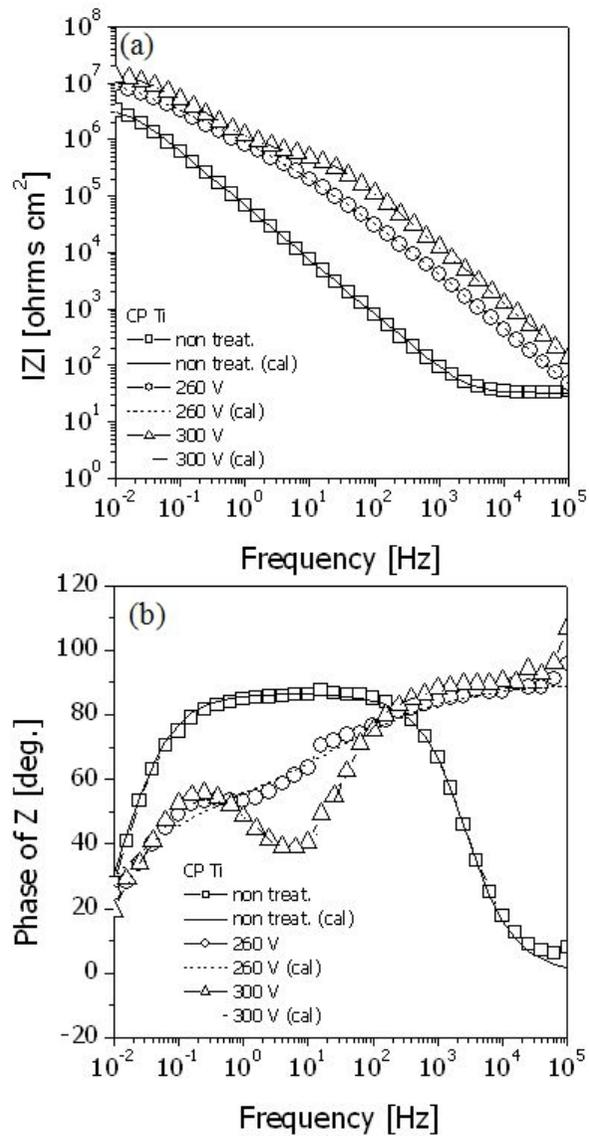 (a)
10^8
10^7
10^6
10^5
10^4
10^3
10^2
10^1
10^0
IZI [ohrms cm^2]
CP Ti
non treat.
non treat. (cal)
260 V
260 V (cal)
300 V
300 V (cal)
10^-2 10^-1 10^0 10^1 10^2 10^3 10^4 10^5
Frequency [Hz]
(b)
120
100
80
60
40
20
0
-20
Phase of Z [deg.]
CP Ti
non treat.
non treat. (cal)
260 V
260 V (cal)
300 V
300 V (cal)
10^-2 10^-1 10^0 10^1 10^2 10^3 10^4 10^5
Frequency [Hz]